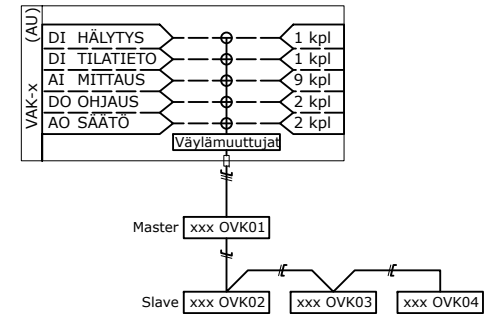 VAK-x (AU)
DI HÄLYTYS 1 kpl
DI TILATIETO 1 kpl
AI MITTAUS 9 kpl
DO OHJAUS 2 kpl
AO SÄÄTÖ 2 kpl
Väylämuuttujat
Master xxx OVK01
Slave xxx OVK02 xxx OVK03 xxx OVK04